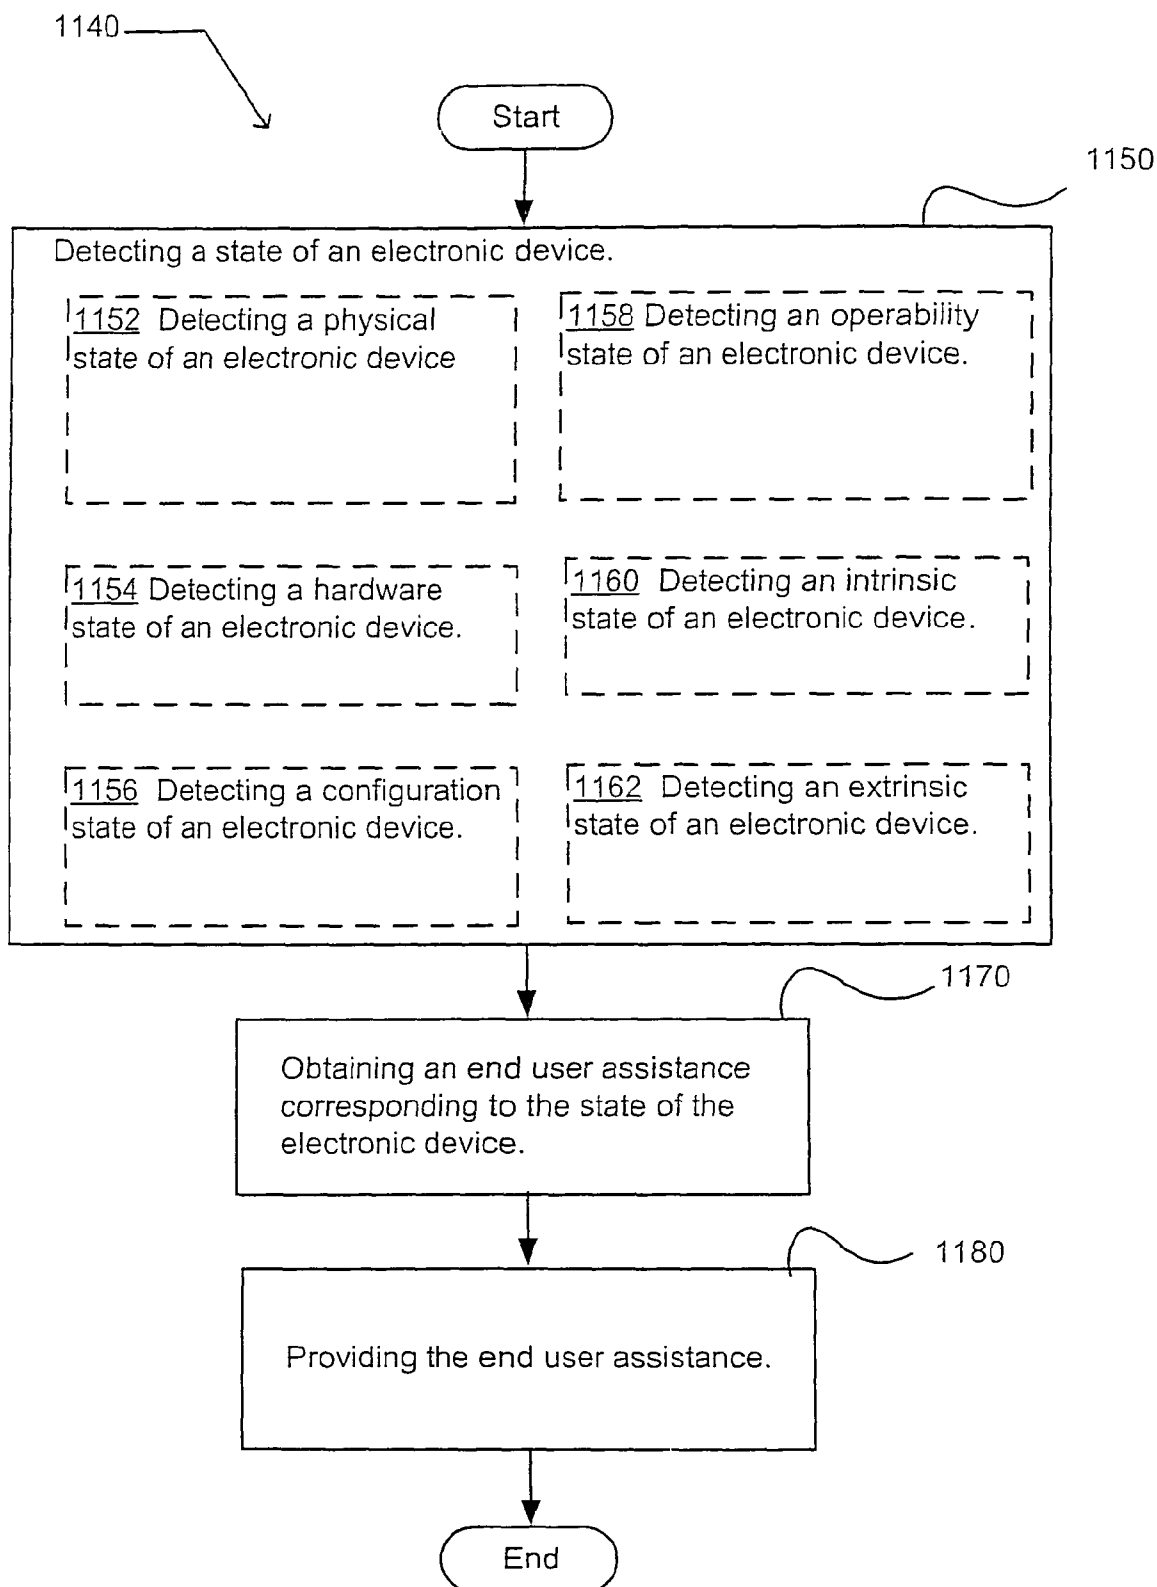 1140
Start
1150
Detecting a state of an electronic device.
1152 Detecting a physical
state of an electronic device
1158 Detecting an operability
state of an electronic device.
1154 Detecting a hardware
state of an electronic device.
1160 Detecting an intrinsic
state of an electronic device.
1156 Detecting a configuration
state of an electronic device.
1162 Detecting an extrinsic
state of an electronic device.
1170
Obtaining an end user assistance
corresponding to the state of the
electronic device.
1180
Providing the end user assistance.
End